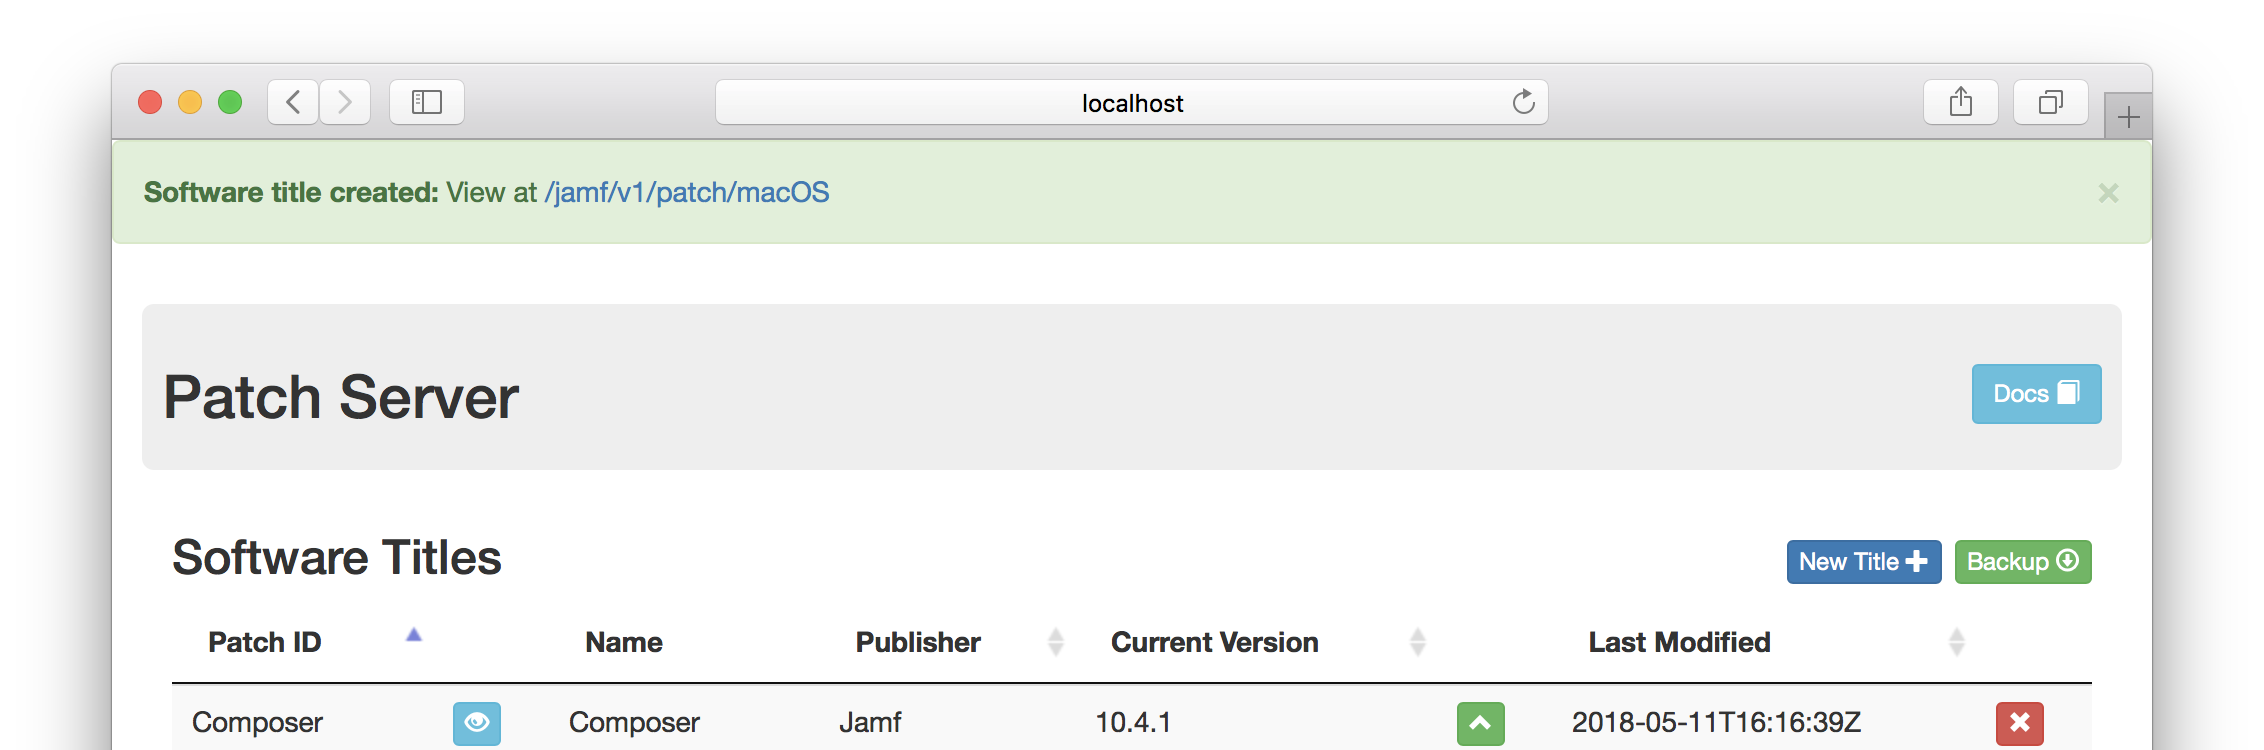 localhost
Software title created: View at /jamf/v1/patch/macOS
Patch Server
Docs
Software Titles
New Title
Backup
Patch ID Name Publisher Current Version Last Modified
Composer Composer Jamf 10.4.1 2018-05-11T16:16:39Z